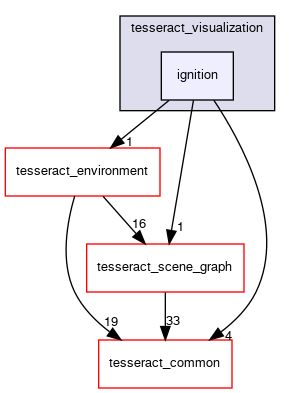 tesseract_visualization
ignition
1
tesseract_environment
16
1
tesseract_scene_graph
19
33
4
tesseract_common